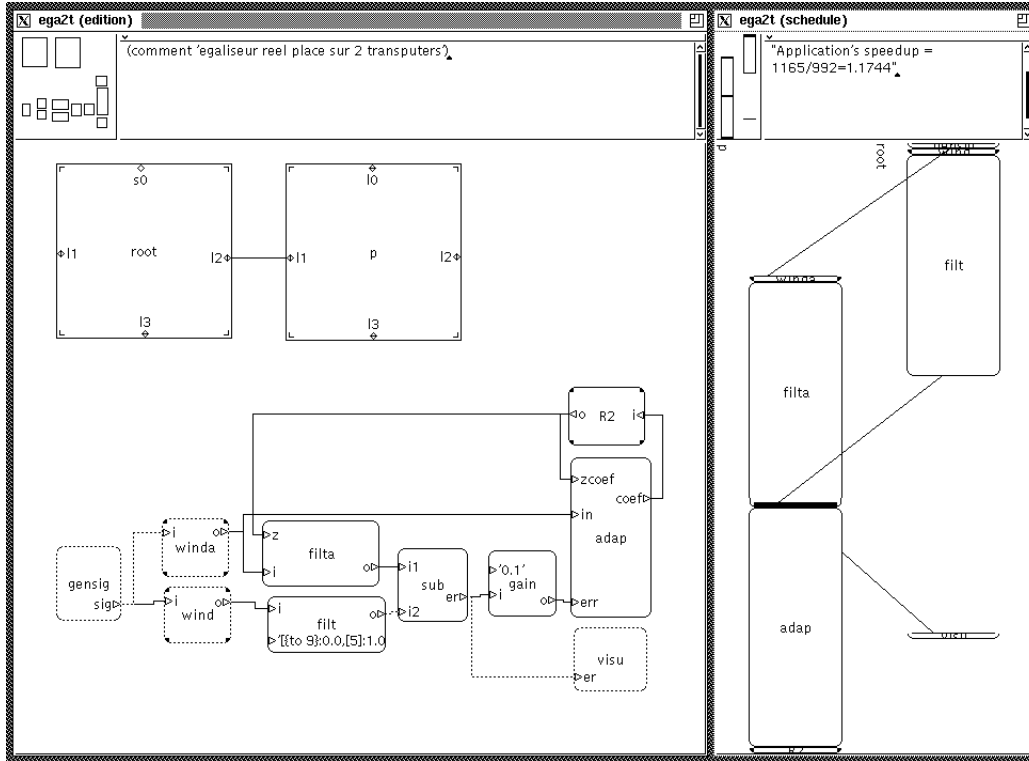 ega2t (edition)
(comment 'egaliseur reel place sur 2 transputers')
s0
l1
root
l2
l3
l0
l1
p
l2
l3
o
R2
i
zcoef
coef
in
adap
err
i
o
winda
z
filta
i
o
i1
sub
er
i2
'0.1'
gain
i
o
gensig
sig
i
o
wind
i
o
filt
'[{to 9}:0.0,[5]:1.0
visu
er
ega2t (schedule)
"Application's speedup =
1165/992=1.1744"
p
root
wind
filt
winda
filta
adap
R2